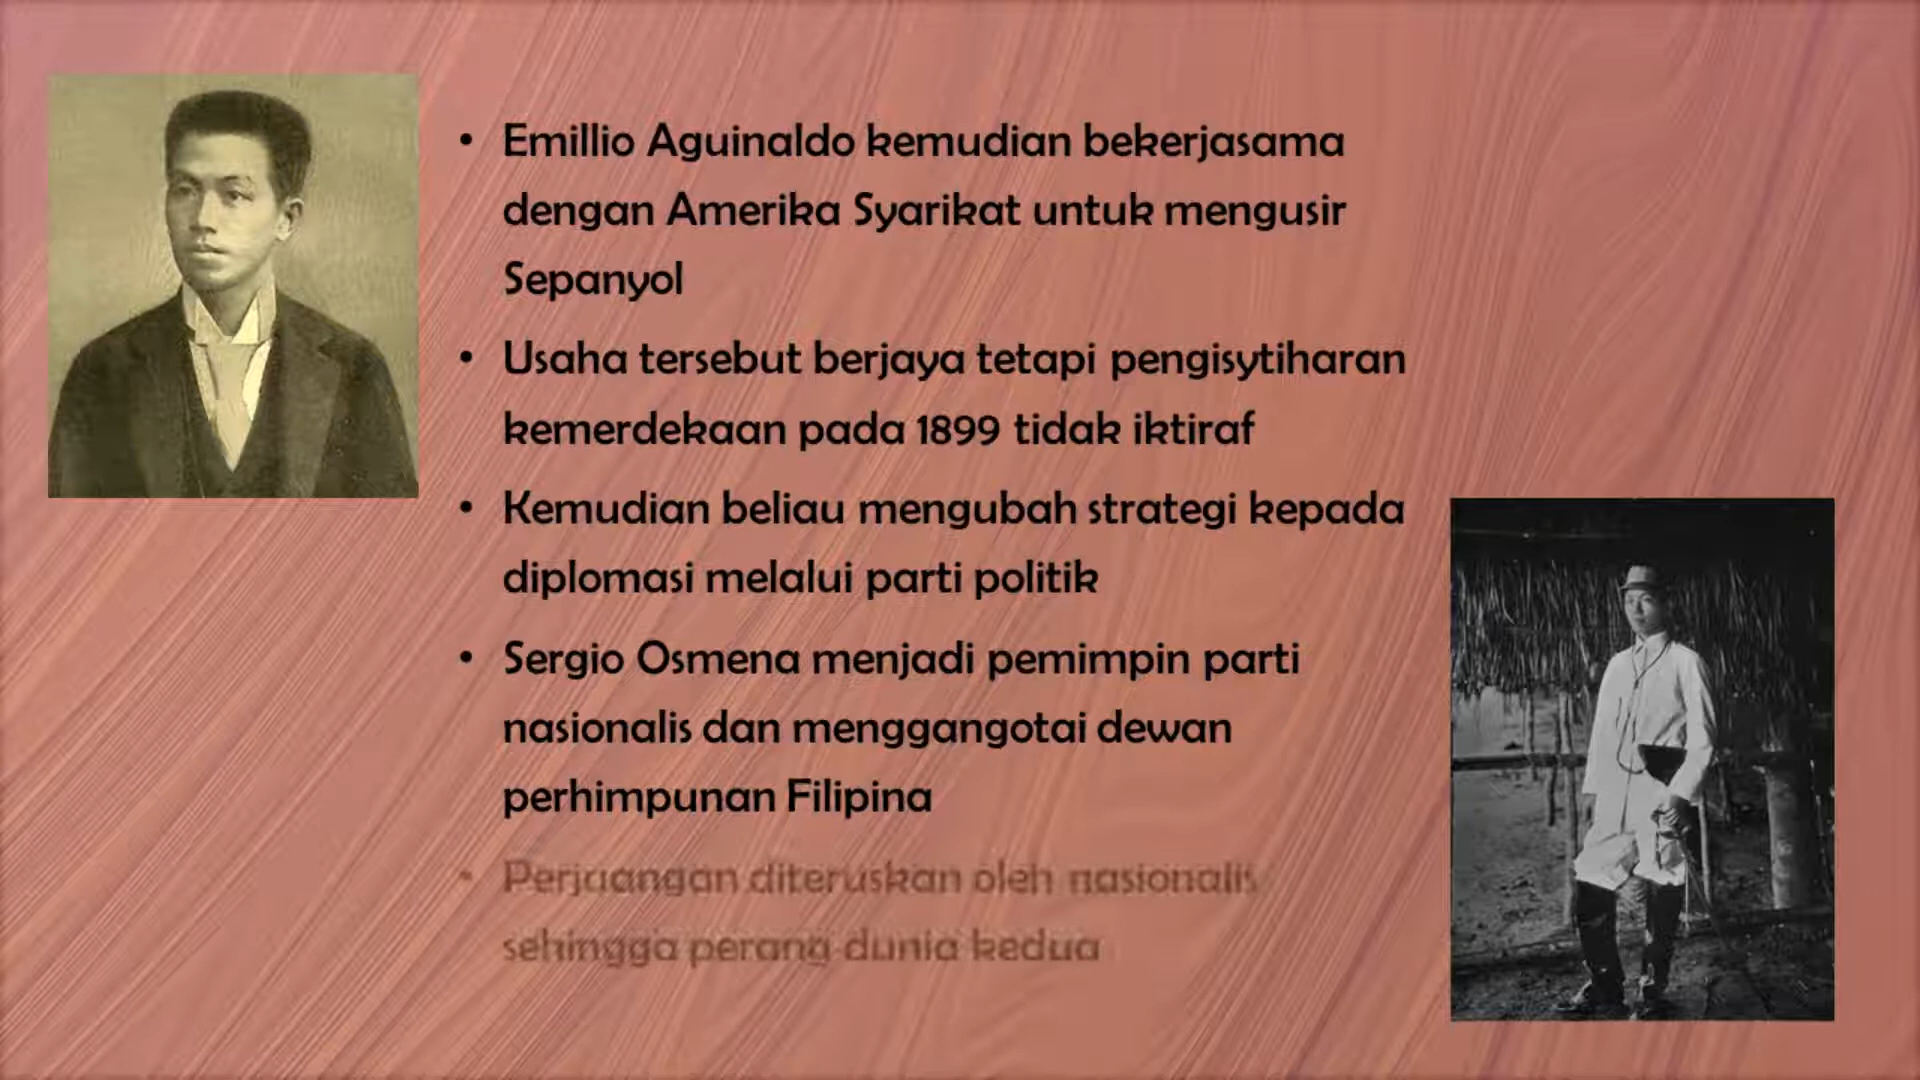 • Emillio Aguinaldo kemudian bekerjasama
dengan Amerika Syarikat untuk mengusir
Sepanyol
• Usaha tersebut berjaya tetapi pengisytiharan
kemerdekaan pada 1899 tidak iktiraf
• Kemudian beliau mengubah strategi kepada
diplomasi melalui parti politik
• Sergio Osmena menjadi pemimpin parti
nasionalis dan menggangotai dewan
perhimpunan Filipina
• Perjuangan diteruskan oleh nasionalis
sehingga perang dunia kedua